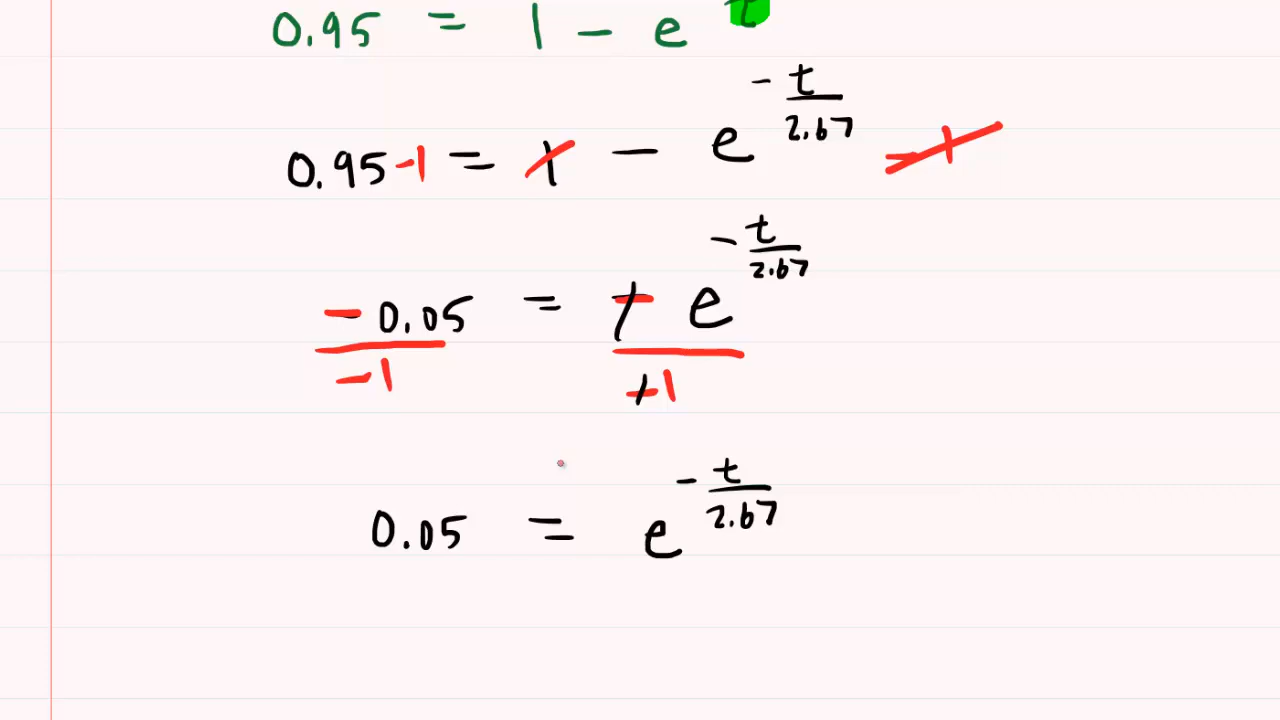 0.95 = 1 - e t
0.95 -1 = 1 - e^(-t/2.67) - 1
-0.05/-1 = -e^(-t/2.67)/-1
0.05 = e^(-t/2.67)